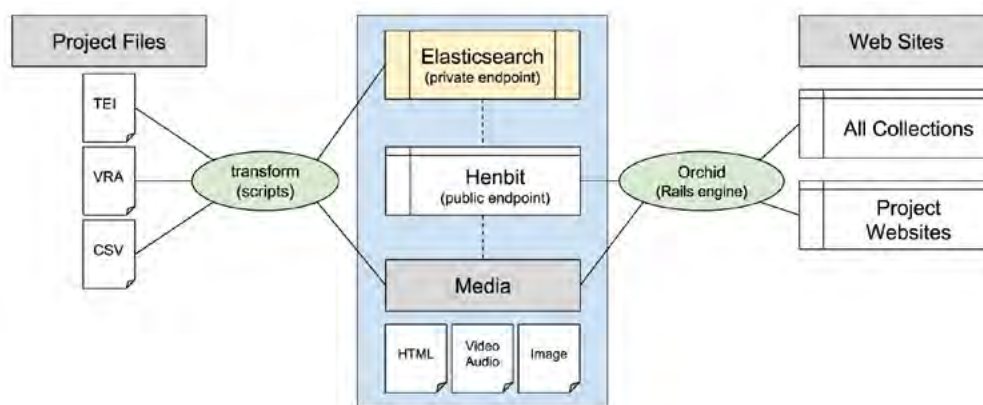 Project Files
TEI
VRA
CSV
transform
(scripts)
Elasticsearch
(private endpoint)
Henbit
(public endpoint)
Media
HTML
Video
Audio
Image
Orchid
(Rails engine)
Web Sites
All Collections
Project
Websites